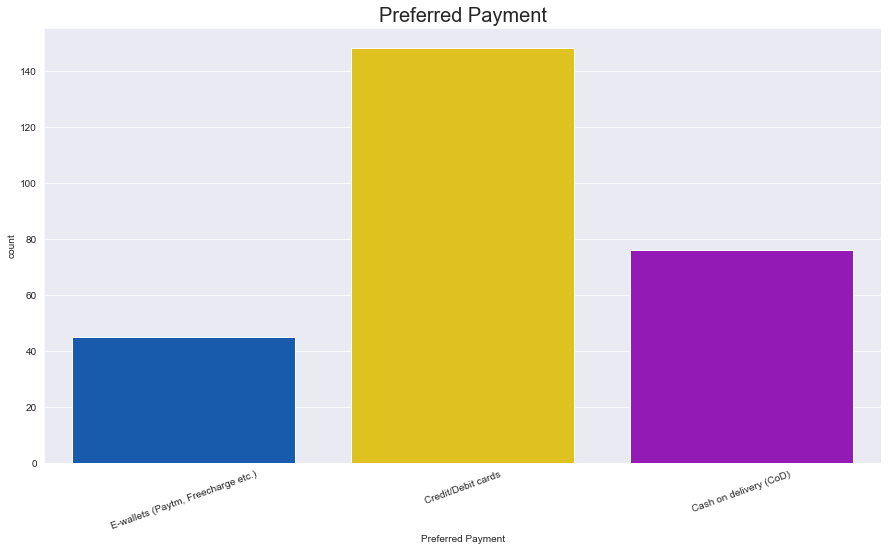 Preferred Payment
140
120
100
80
60
40
20
0
count
E-wallets (Paytm, Freecharge etc.)
Credit/Debit cards
Cash on delivery (CoD)
Preferred Payment